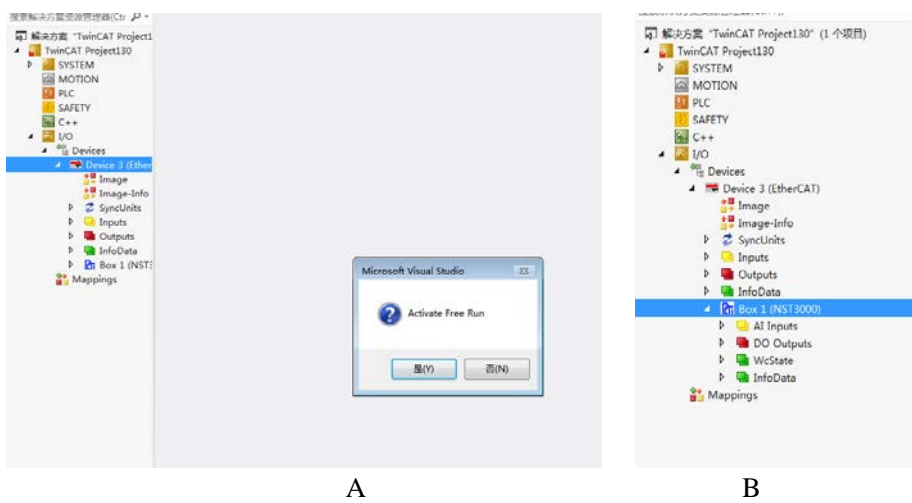 搜索解决方案资源管理器(Ctr
解决方案 "TwinCAT Project1
TwinCAT Project130
SYSTEM
MOTION
PLC
SAFETY
C++
I/O
Devices
Device 3 (Ether
Image
Image-Info
SyncUnits
Inputs
Outputs
InfoData
Box 1 (NST3
Mappings
Microsoft Visual Studio
Activate Free Run
是(Y)
否(N)
A
解决方案 "TwinCAT Project130" (1 个项目)
TwinCAT Project130
SYSTEM
MOTION
PLC
SAFETY
C++
I/O
Devices
Device 3 (EtherCAT)
Image
Image-Info
SyncUnits
Inputs
Outputs
InfoData
Box 1 (NST3000)
AI Inputs
DO Outputs
WcState
InfoData
Mappings
B